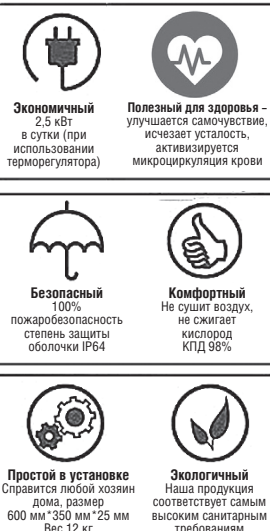 Экономичный
2,5 кВт
в сутки (при
использовании
терморегулятора)
Полезный для здоровья –
улучшается самочувствие,
исчезает усталость,
активизируется
микроциркуляция крови
Безопасный
100%
пожаробезопасность
степень защиты
оболочки IP64
Комфортный
Не сушит воздух,
не сжигает
кислород
КПД 98%
Простой в установке
Справится любой хозяин
дома, размер
600 мм*350 мм*25 мм
Вес 12 кг
Экологичный
Наша продукция
соответствует самым
высоким санитарным
требованиям